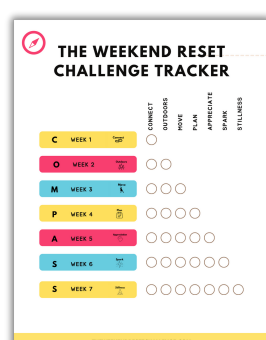 THE WEEKEND RESET
CHALLENGE TRACKER
CONNECT
OUTDOORS
MOVE
PLAN
APPRECIATE
SPARK
STILLNESS
C WEEK 1 Connect
O WEEK 2
M WEEK 3
P WEEK 4
A WEEK 5
S WEEK 6
S WEEK 7